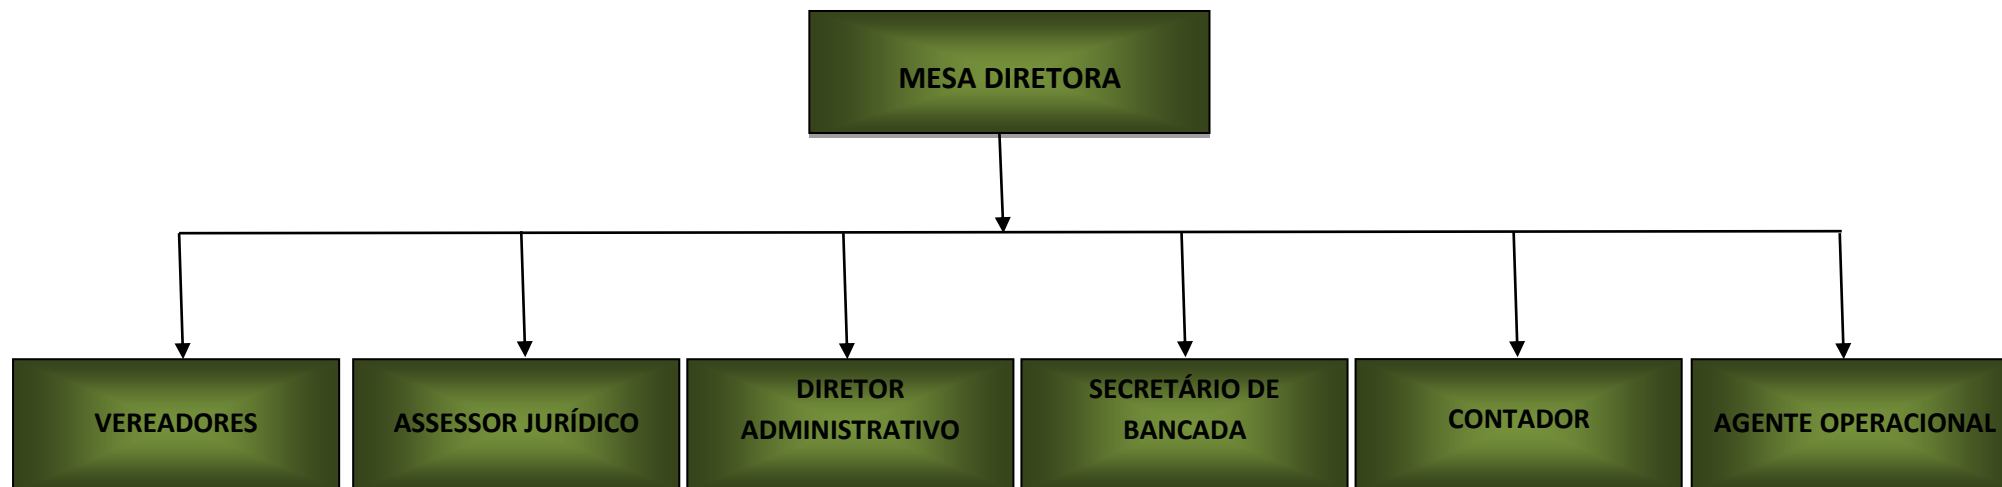 MESA DIRETORA
VEREADORES
ASSESSOR JURÍDICO
DIRETOR
ADMINISTRATIVO
SECRETÁRIO DE
BANCADA
CONTADOR
AGENTE OPERACIONAL